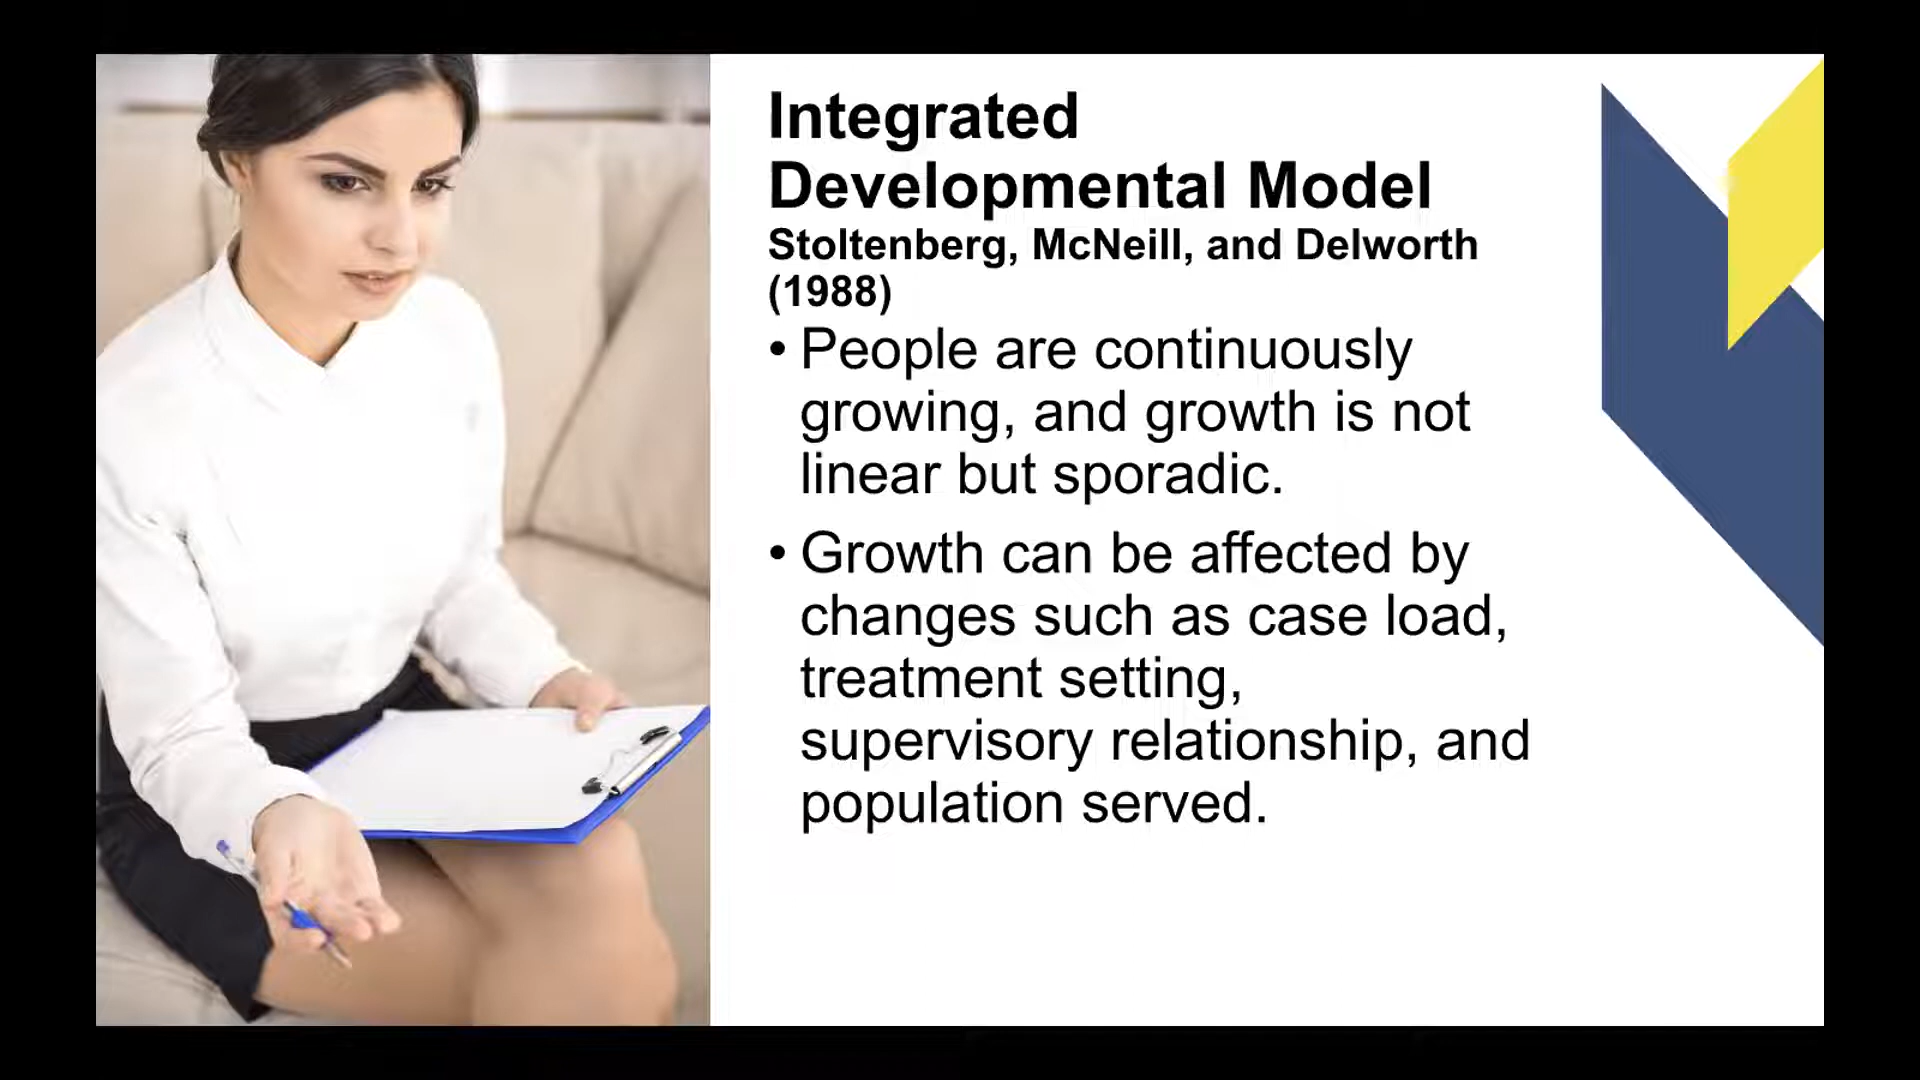 Integrated
Developmental Model
Stoltenberg, McNeill, and Delworth
(1988)
• People are continuously
growing, and growth is not
linear but sporadic.
• Growth can be affected by
changes such as case load,
treatment setting,
supervisory relationship, and
population served.